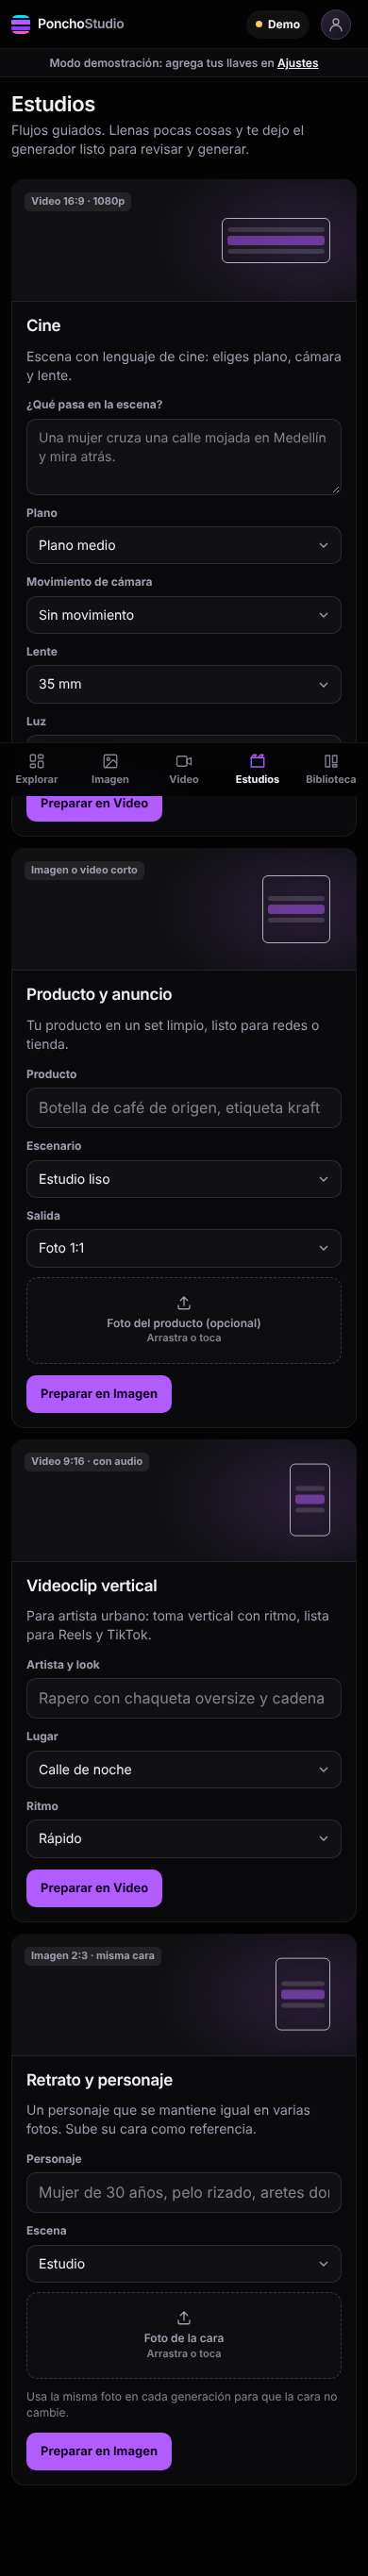 PonchoStudio
Demo
Modo demostración: agrega tus llaves en Ajustes
Estudios
Flujos guiados. Llenas pocas cosas y te dejo el
generador listo para revisar y generar.
Video 16:9 · 1080p
Cine
Escena con lenguaje de cine: eliges plano, cámara
y lente.
¿Qué pasa en la escena?
Una mujer cruza una calle mojada en Medellín
y mira atrás.
Plano
Plano medio
Movimiento de cámara
Sin movimiento
Lente
35 mm
Luz
Explorar
Imagen
Video
Estudios
Biblioteca
Preparar en Video
Imagen o video corto
Producto y anuncio
Tu producto en un set limpio, listo para redes o
tienda.
Producto
Botella de café de origen, etiqueta kraft
Escenario
Estudio liso
Salida
Foto 1:1
Foto del producto (opcional)
Arrastra o toca
Preparar en Imagen
Video 9:16 · con audio
Videoclip vertical
Para artista urbano: toma vertical con ritmo, lista
para Reels y TikTok.
Artista y look
Rapero con chaqueta oversize y cadena
Lugar
Calle de noche
Ritmo
Rápido
Preparar en Video
Imagen 2:3 · misma cara
Retrato y personaje
Un personaje que se mantiene igual en varias
fotos. Sube su cara como referencia.
Personaje
Mujer de 30 años, pelo rizado, aretes
Escena
Estudio
Foto de la cara
Arrastra o toca
Usa la misma foto en cada generación para que la cara no
cambie.
Preparar en Imagen